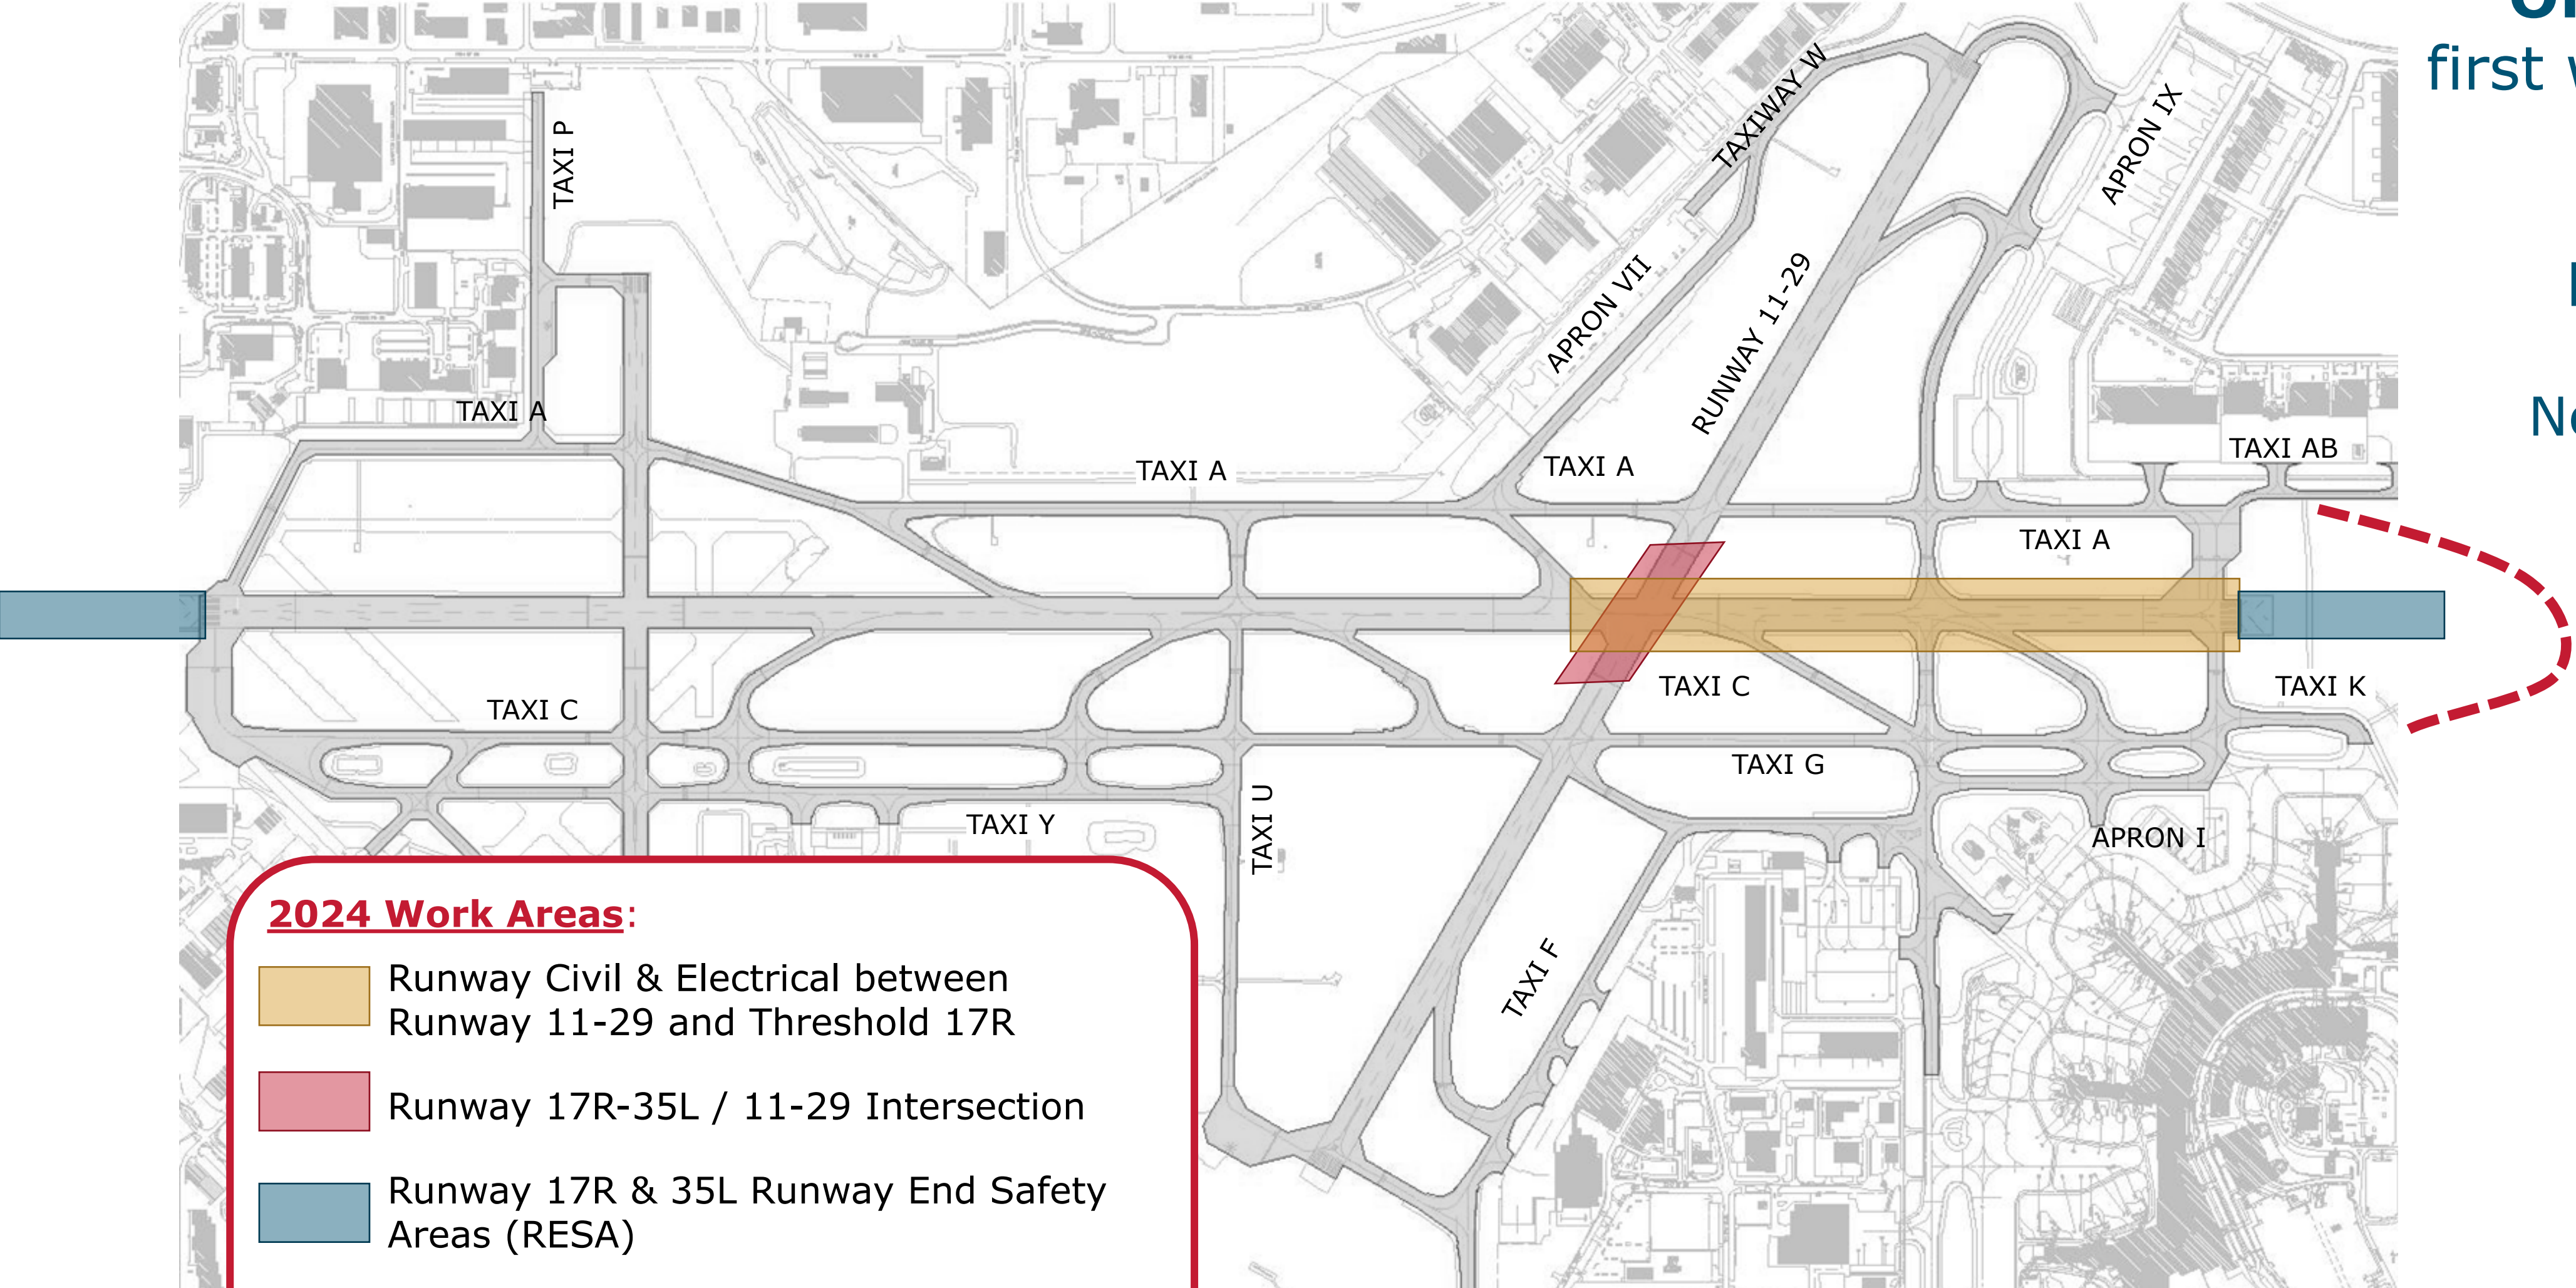 first
TAXIWAY W
APRON IX
TAXI P
APRON VII
RUNWAY 11-29
TAXI A
TAXI A
TAXI A
TAXI AB
TAXI A
TAXI C
TAXI C
TAXI K
TAXI G
TAXI Y
TAXI U
APRON I
TAXI F
2024 Work Areas:
Runway Civil & Electrical between
Runway 11-29 and Threshold 17R
Runway 17R-35L / 11-29 Intersection
Runway 17R & 35L Runway End Safety
Areas (RESA)